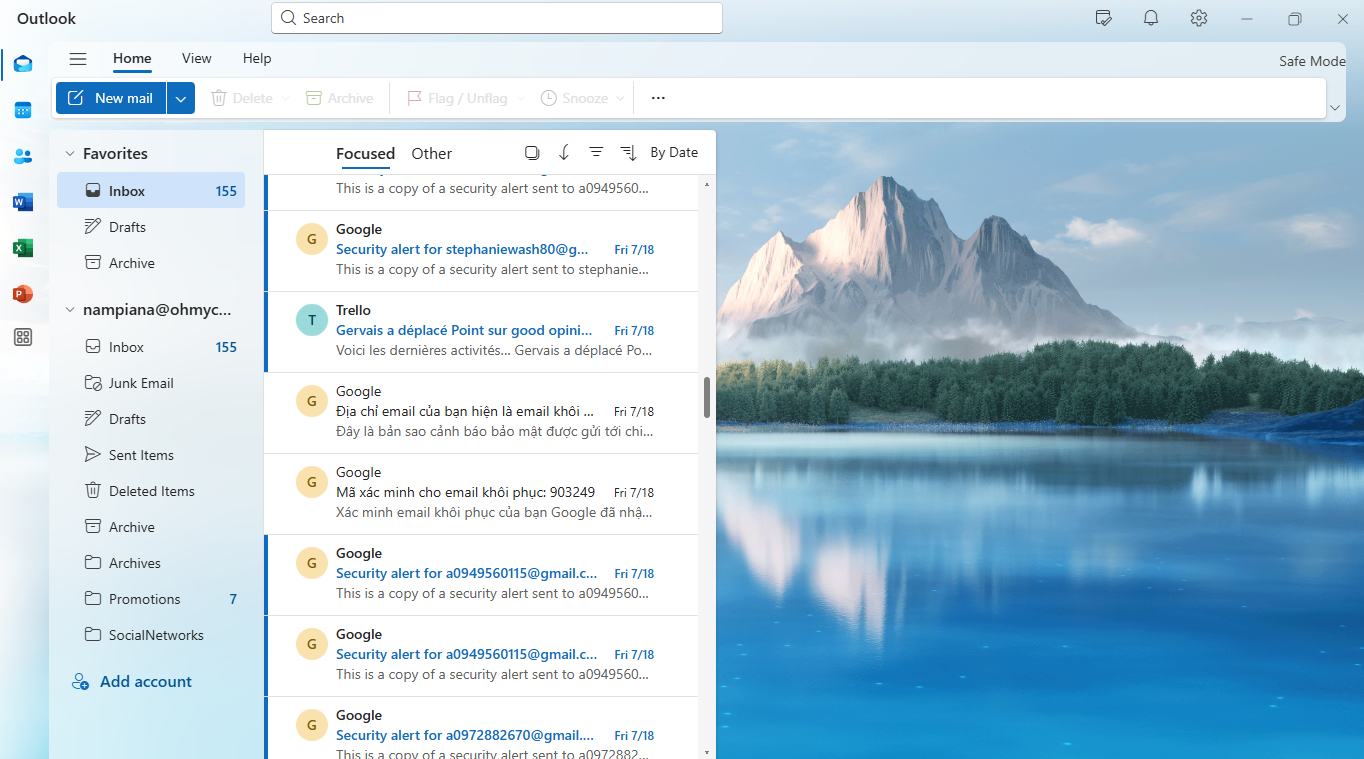 Outlook
Search
Home
View
Help
Safe Mode
New mail
Delete
Archive
Flag / Unflag
Snooze
Favorites
Inbox 155
Drafts
Archive
nampiana@ohmyc...
Inbox 155
Junk Email
Drafts
Sent Items
Deleted Items
Archive
Archives
Promotions 7
SocialNetworks
Add account
Focused
Other
By Date
This is a copy of a security alert sent to a0949560...
G
Google
Security alert for stephaniewash80@g... Fri 7/18
This is a copy of a security alert sent to stephanie...
T
Trello
Gervais a déplacé Point sur good opini... Fri 7/18
Voici les dernières activités... Gervais a déplacé Po...
G
Google
Địa chỉ email của bạn hiện là email khôi ... Fri 7/18
Đây là bản sao cảnh báo bảo mật được gửi tới chi...
G
Google
Mã xác minh cho email khôi phục: 903249 Fri 7/18
Xác minh email khôi phục của bạn Google đã nhậ...
G
Google
Security alert for a0949560115@gmail.c... Fri 7/18
This is a copy of a security alert sent to a0949560...
G
Google
Security alert for a0949560115@gmail.c... Fri 7/18
This is a copy of a security alert sent to a0949560...
G
Google
Security alert for a0972882670@gmail.... Fri 7/18
This is a copy of a security alert sent to a0972882...